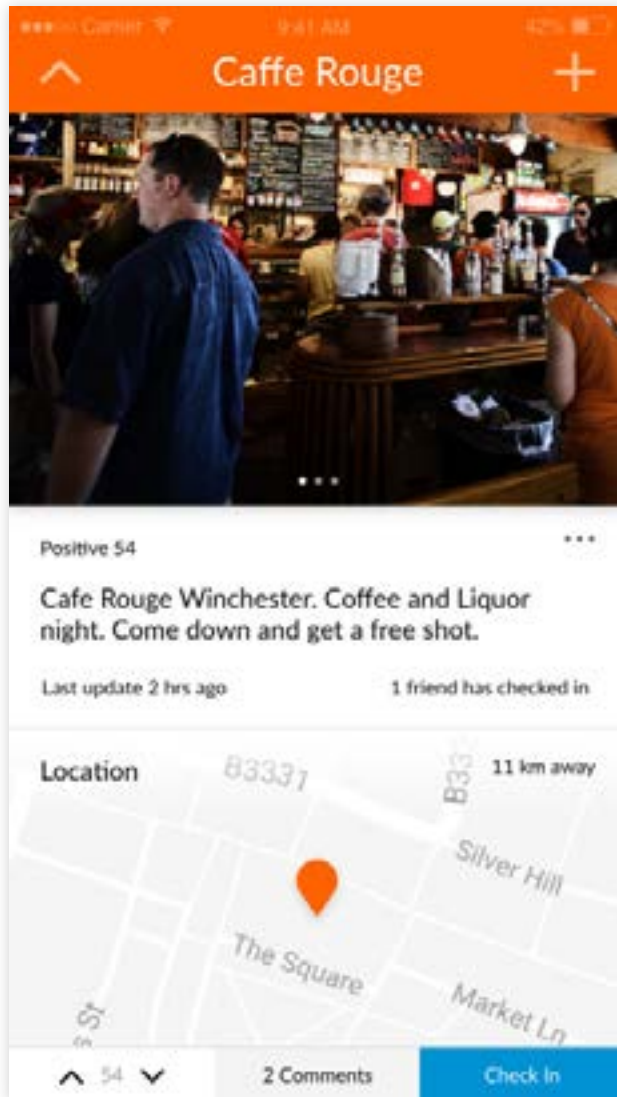 Carrier 9:41 AM 42%
Caffe Rouge
Positive 54
Cafe Rouge Winchester. Coffee and Liquor
night. Come down and get a free shot.
Last update 2 hrs ago 1 friend has checked in
Location 11 km away
B3331
B33
Silver Hill
The Square
Market Ln
s St
54 2 Comments Check In